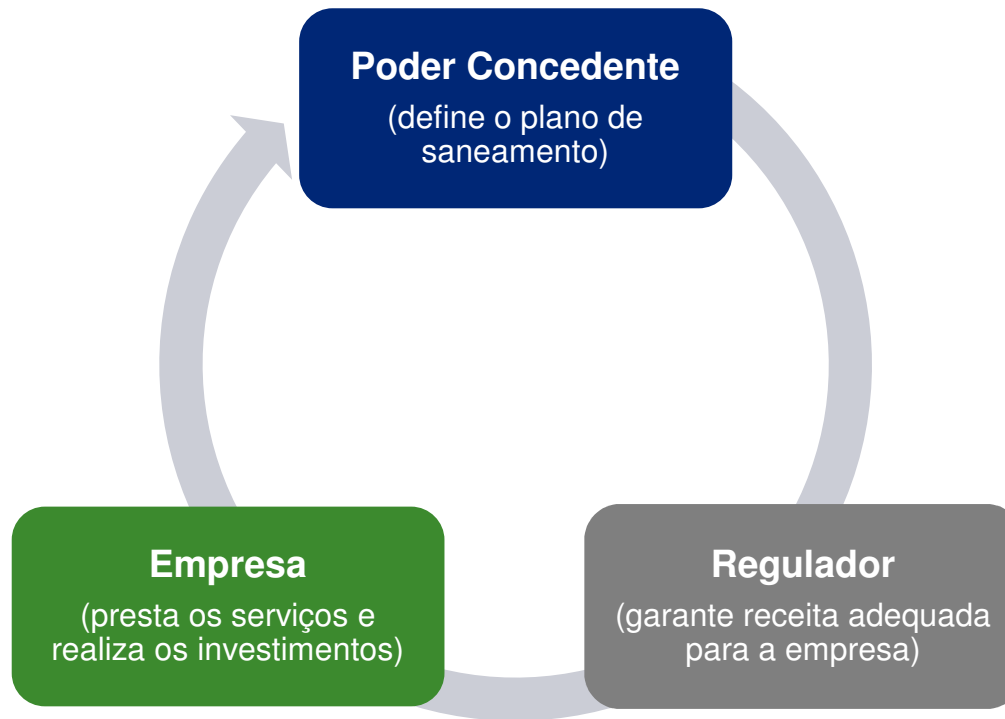 Poder Concedente
(define o plano de
saneamento)
Empresa
(presta os serviços e
realiza os investimentos)
Regulador
(garante receita adequada
para a empresa)